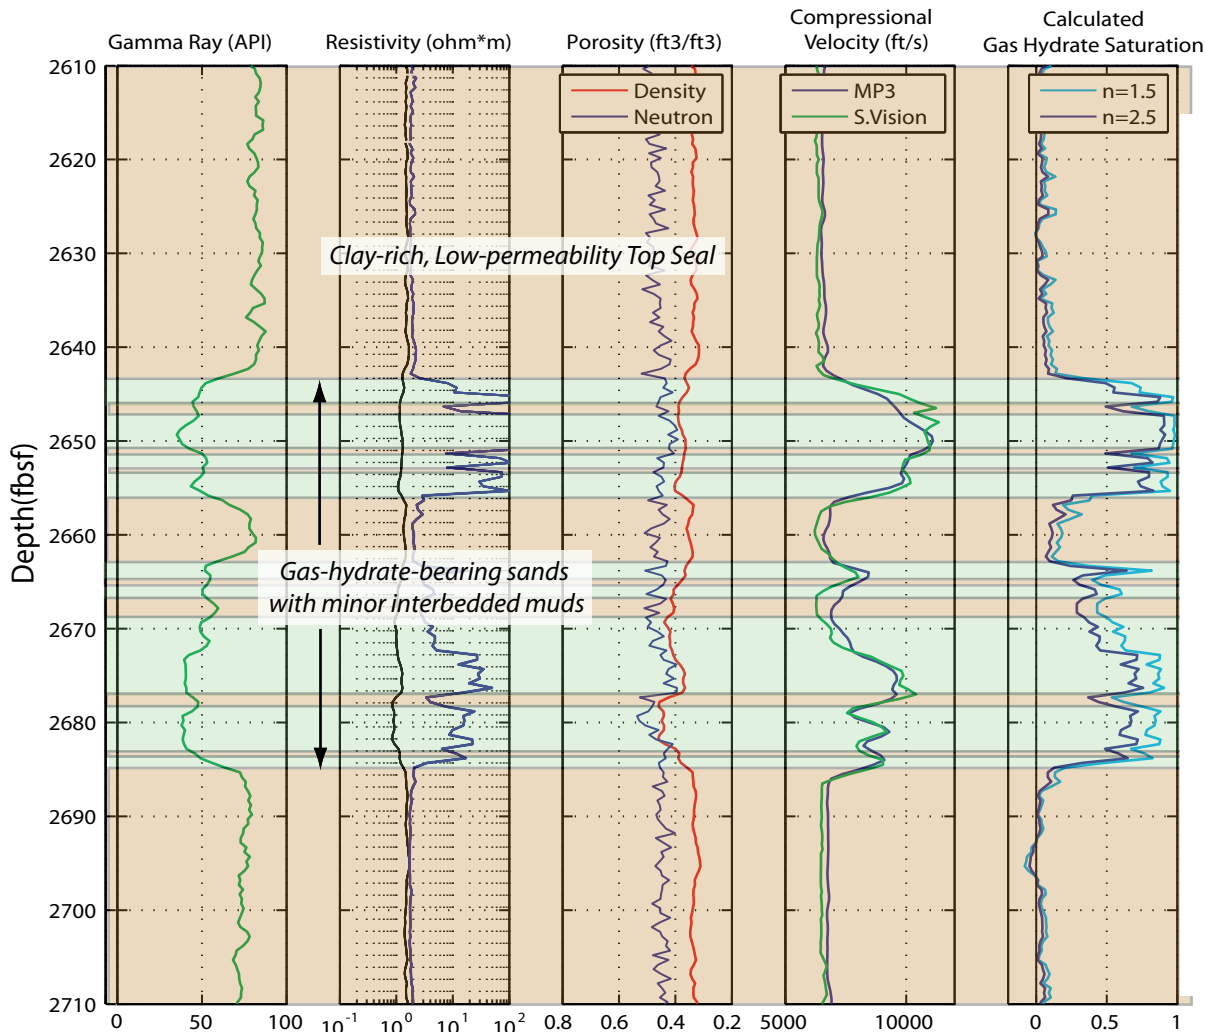 Gamma Ray (API)
Resistivity (ohm*m)
Porosity (ft3/ft3)
Compressional
Velocity (ft/s)
Calculated
Gas Hydrate Saturation
Density
Neutron
MP3
S.Vision
n=1.5
n=2.5
Depth(fbsf)
2610
2620
2630
2640
2650
2660
2670
2680
2690
2700
2710
Clay-rich, Low-permeability Top Seal
Gas-hydrate-bearing sands
with minor interbedded muds
0 50 100
10⁻¹ 10⁰ 10¹ 10²
0.8 0.6 0.4 0.2
5000 10000
0 0.5 1